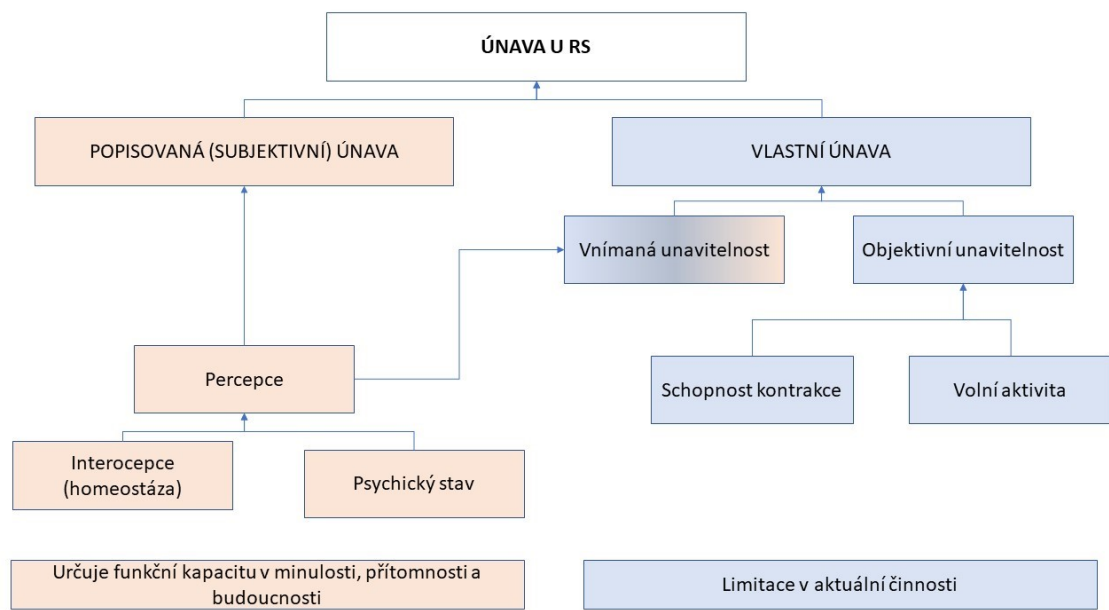 ÚNAVA U RS
POPISOVANÁ (SUBJEKTIVNÍ) ÚNAVA
VLASTNÍ ÚNAVA
Vnímaná unavitelnost
Objektivní unavitelnost
Percepce
Schopnost kontrakce
Volní aktivita
Interocepce
(homeostáza)
Psychický stav
Určuje funkční kapacitu v minulosti, přítomnosti a
budoucnosti
Limitace v aktuální činnosti